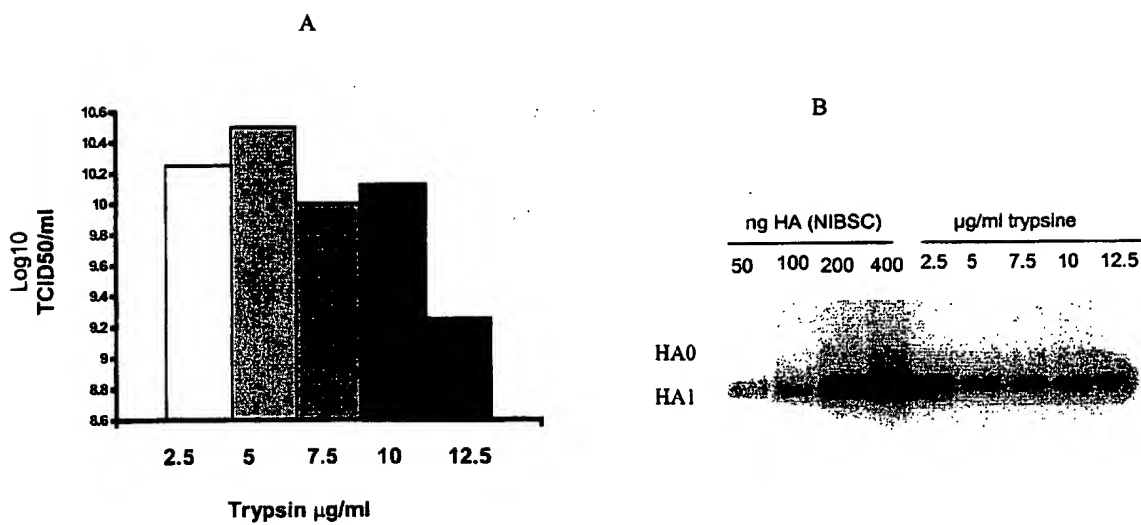 A
10.6
10.4
10.2
10
9.8
9.6
9.4
9.2
9
8.8
8.6
Log10
TCID50/ml
2.5 5 7.5 10 12.5
Trypsin µg/ml
B
ng HA (NIBSC) µg/ml trypsine
50 100 200 400 2.5 5 7.5 10 12.5
HA0
HA1